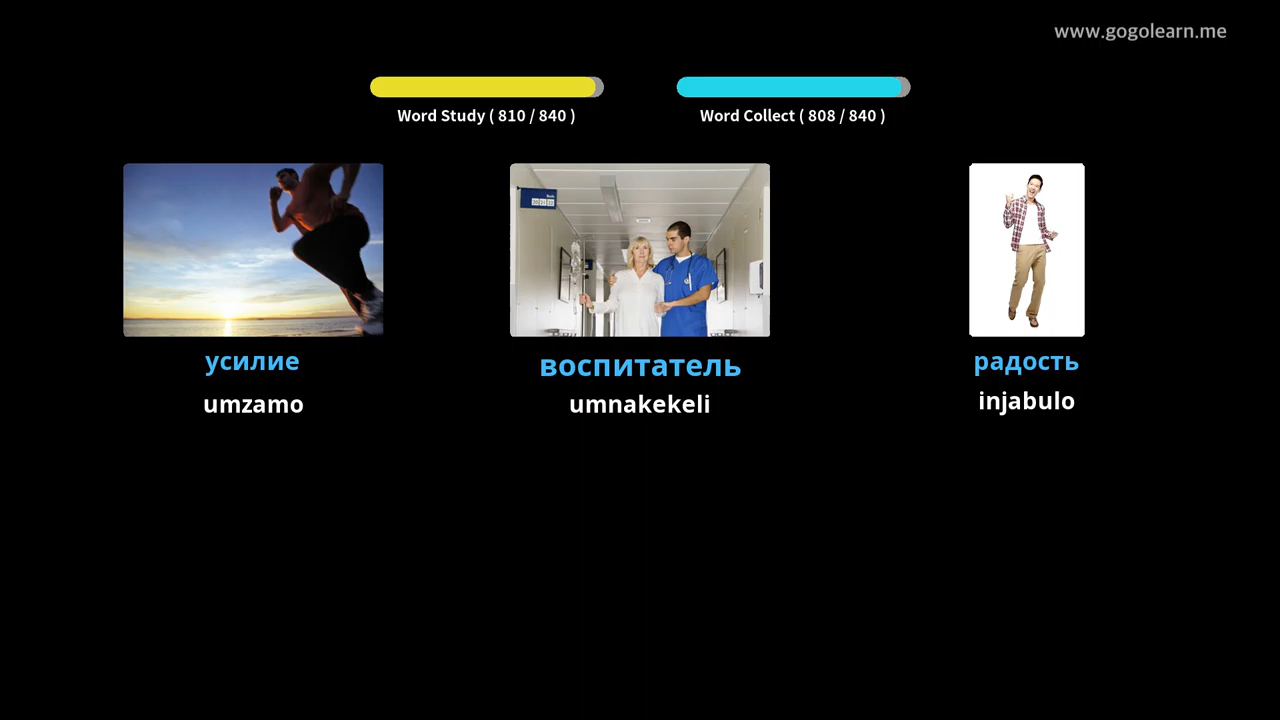 www.gogolearn.me
Word Study ( 810 / 840 )
Word Collect ( 808 / 840 )
усилие
воспитатель
радость
umzamo
umnakekeli
injabulo